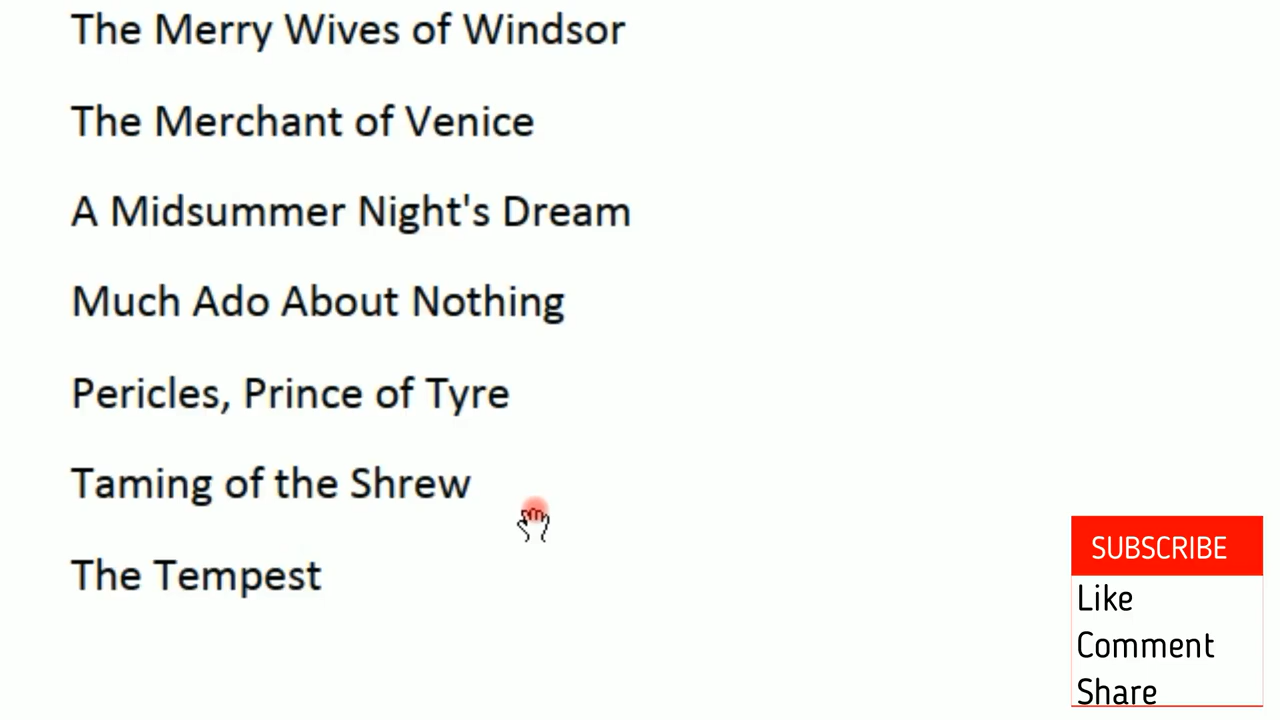 The Merry Wives of Windsor
The Merchant of Venice
A Midsummer Night's Dream
Much Ado About Nothing
Pericles, Prince of Tyre
Taming of the Shrew
The Tempest
SUBSCRIBE
Like
Comment
Share